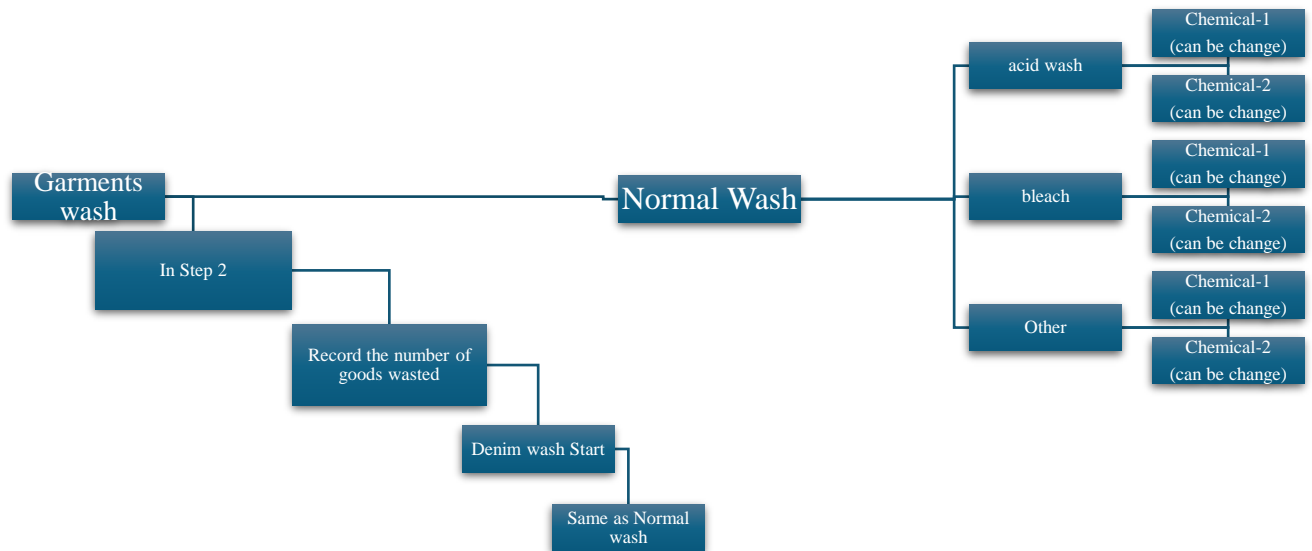 Garments
wash
In Step 2
Record the number of
goods wasted
Denim wash Start
Same as Normal
wash
Normal Wash
acid wash
Chemical-1
(can be change)
Chemical-2
(can be change)
bleach
Chemical-1
(can be change)
Chemical-2
(can be change)
Other
Chemical-1
(can be change)
Chemical-2
(can be change)